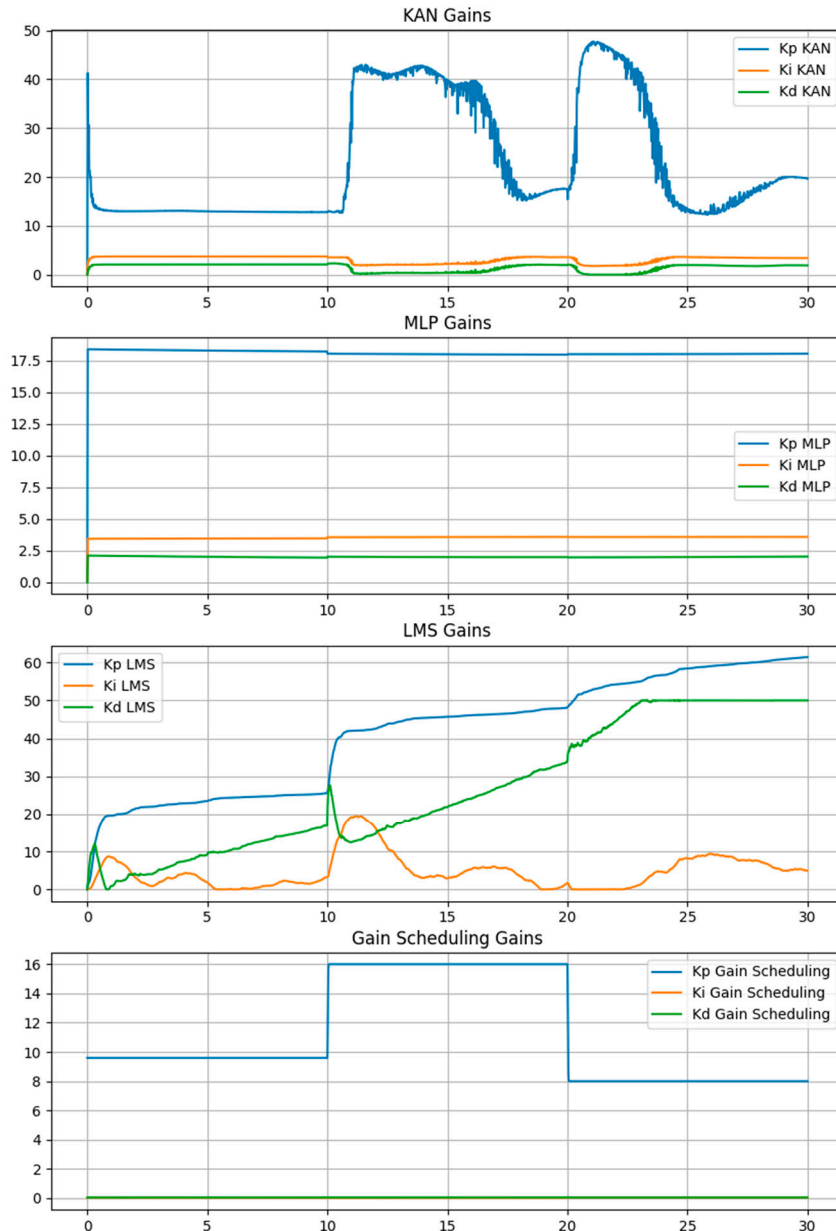 KAN Gains
50
40
30
20
10
0
Kp KAN
Ki KAN
Kd KAN
0 5 10 15 20 25 30
MLP Gains
17.5
15.0
12.5
10.0
7.5
5.0
2.5
0.0
Kp MLP
Ki MLP
Kd MLP
0 5 10 15 20 25 30
LMS Gains
60
50
40
30
20
10
0
Kp LMS
Ki LMS
Kd LMS
0 5 10 15 20 25 30
Gain Scheduling Gains
16
14
12
10
8
6
4
2
0
Kp Gain Scheduling
Ki Gain Scheduling
Kd Gain Scheduling
0 5 10 15 20 25 30